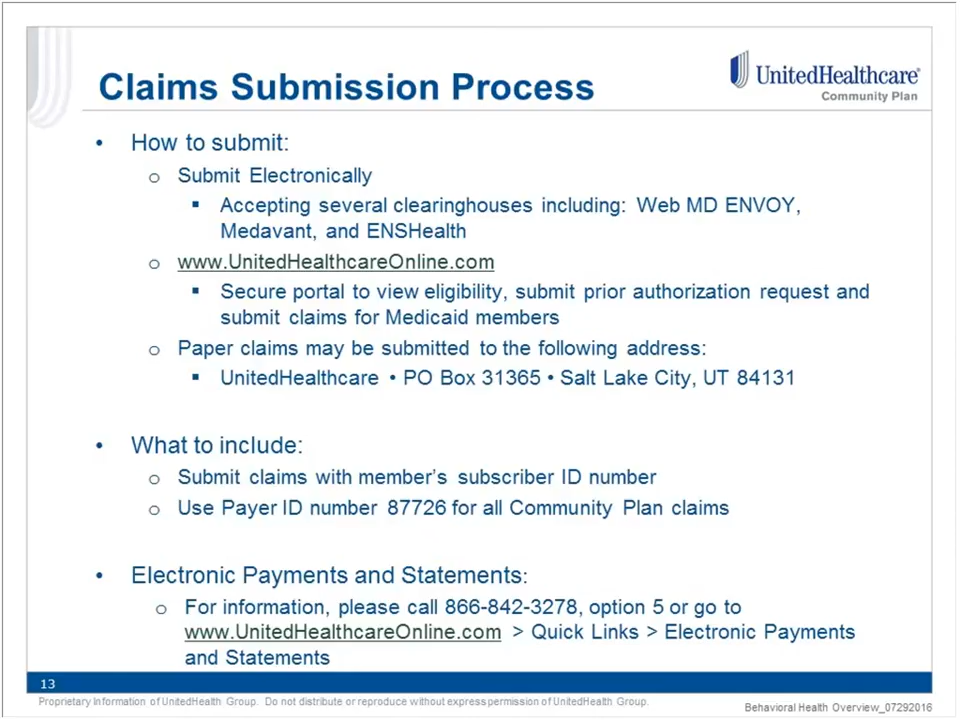 Claims Submission Process
UnitedHealthcare®
Community Plan
• How to submit:
o Submit Electronically
▪ Accepting several clearinghouses including: Web MD ENVOY,
Medavant, and ENSHealth
o www.UnitedHealthcareOnline.com
▪ Secure portal to view eligibility, submit prior authorization request and
submit claims for Medicaid members
o Paper claims may be submitted to the following address:
▪ UnitedHealthcare • PO Box 31365 • Salt Lake City, UT 84131
• What to include:
o Submit claims with member’s subscriber ID number
o Use Payer ID number 87726 for all Community Plan claims
• Electronic Payments and Statements:
o For information, please call 866-842-3278, option 5 or go to
www.UnitedHealthcareOnline.com > Quick Links > Electronic Payments
and Statements
13
Proprietary Information of UnitedHealth Group. Do not distribute or reproduce without express permission of UnitedHealth Group.
Behavioral Health Overview_07292016